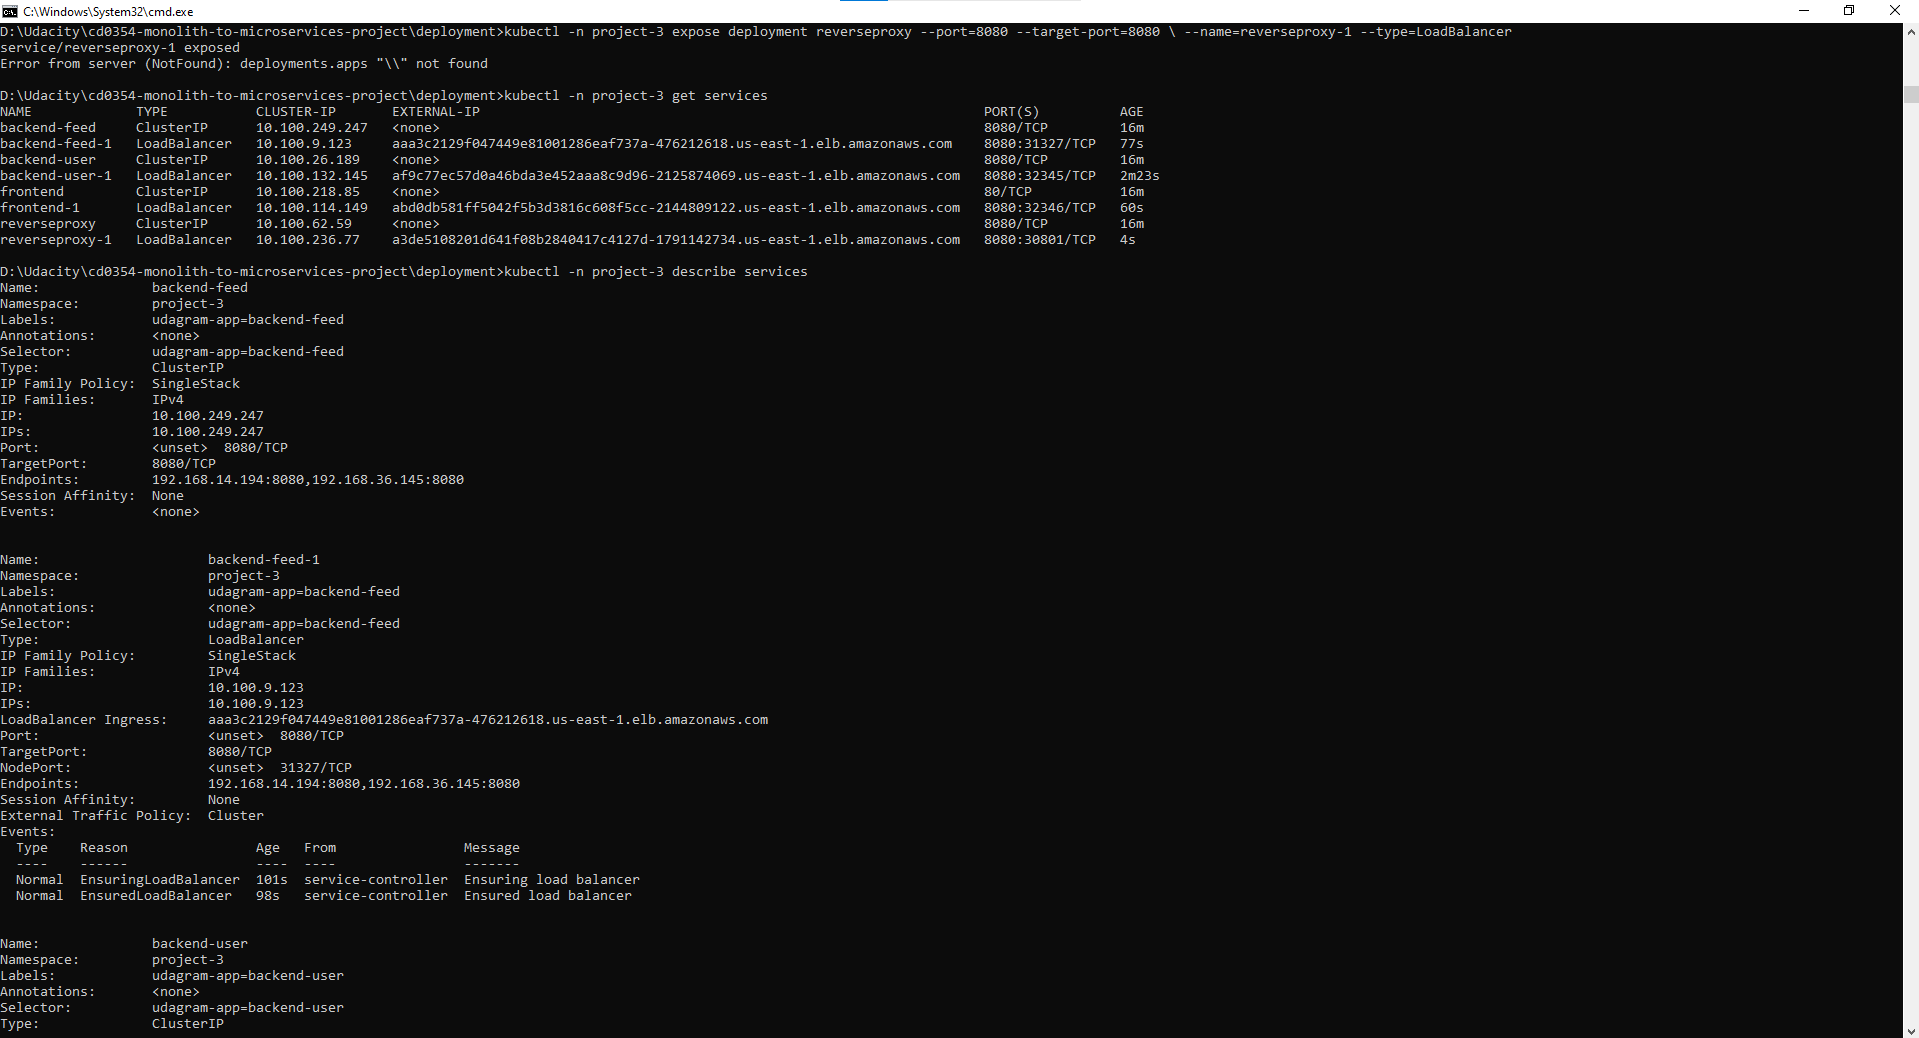 C:\Windows\System32\cmd.exe
D:\Udacity\cd0354-monolith-to-microservices-project\deployment>kubectl -n project-3 expose deployment reverseproxy --port=8080 --target-port=8080 \ --name=reverseproxy-1 --type=LoadBalancer
service/reverseproxy-1 exposed
Error from server (NotFound): deployments.apps "\\" not found
D:\Udacity\cd0354-monolith-to-microservices-project\deployment>kubectl -n project-3 get services
NAME TYPE CLUSTER-IP EXTERNAL-IP PORT(S) AGE
backend-feed ClusterIP 10.100.249.247 <none> 8080/TCP 16m
backend-feed-1 LoadBalancer 10.100.9.123 aaa3c2129f047449e81001286eaf737a-476212618.us-east-1.elb.amazonaws.com 8080:31327/TCP 77s
backend-user ClusterIP 10.100.26.189 <none> 8080/TCP 16m
backend-user-1 LoadBalancer 10.100.132.145 af9c77ec57d0a46bda3e452aaa8c9d96-2125874069.us-east-1.elb.amazonaws.com 8080:32345/TCP 2m23s
frontend ClusterIP 10.100.218.85 <none> 80/TCP 16m
frontend-1 LoadBalancer 10.100.114.149 abd0db581ff5042f5b3d3816c608f5cc-2144809122.us-east-1.elb.amazonaws.com 8080:32346/TCP 60s
reverseproxy ClusterIP 10.100.62.59 <none> 8080/TCP 16m
reverseproxy-1 LoadBalancer 10.100.236.77 a3de5108201d641f08b2840417c4127d-1791142734.us-east-1.elb.amazonaws.com 8080:30801/TCP 4s
D:\Udacity\cd0354-monolith-to-microservices-project\deployment>kubectl -n project-3 describe services
Name: backend-feed
Namespace: project-3
Labels: udagram-app=backend-feed
Annotations: <none>
Selector: udagram-app=backend-feed
Type: ClusterIP
IP Family Policy: SingleStack
IP Families: IPv4
IP: 10.100.249.247
IPs: 10.100.249.247
Port: <unset> 8080/TCP
TargetPort: 8080/TCP
Endpoints: 192.168.14.194:8080,192.168.36.145:8080
Session Affinity: None
Events: <none>
Name: backend-feed-1
Namespace: project-3
Labels: udagram-app=backend-feed
Annotations: <none>
Selector: udagram-app=backend-feed
Type: LoadBalancer
IP Family Policy: SingleStack
IP Families: IPv4
IP: 10.100.9.123
IPs: 10.100.9.123
LoadBalancer Ingress: aaa3c2129f047449e81001286eaf737a-476212618.us-east-1.elb.amazonaws.com
Port: <unset> 8080/TCP
TargetPort: 8080/TCP
NodePort: <unset> 31327/TCP
Endpoints: 192.168.14.194:8080,192.168.36.145:8080
Session Affinity: None
External Traffic Policy: Cluster
Events:
Type Reason Age From Message
---- ------ ---- ---- -------
Normal EnsuringLoadBalancer 101s service-controller Ensuring load balancer
Normal EnsuredLoadBalancer 98s service-controller Ensured load balancer
Name: backend-user
Namespace: project-3
Labels: udagram-app=backend-user
Annotations: <none>
Selector: udagram-app=backend-user
Type: ClusterIP